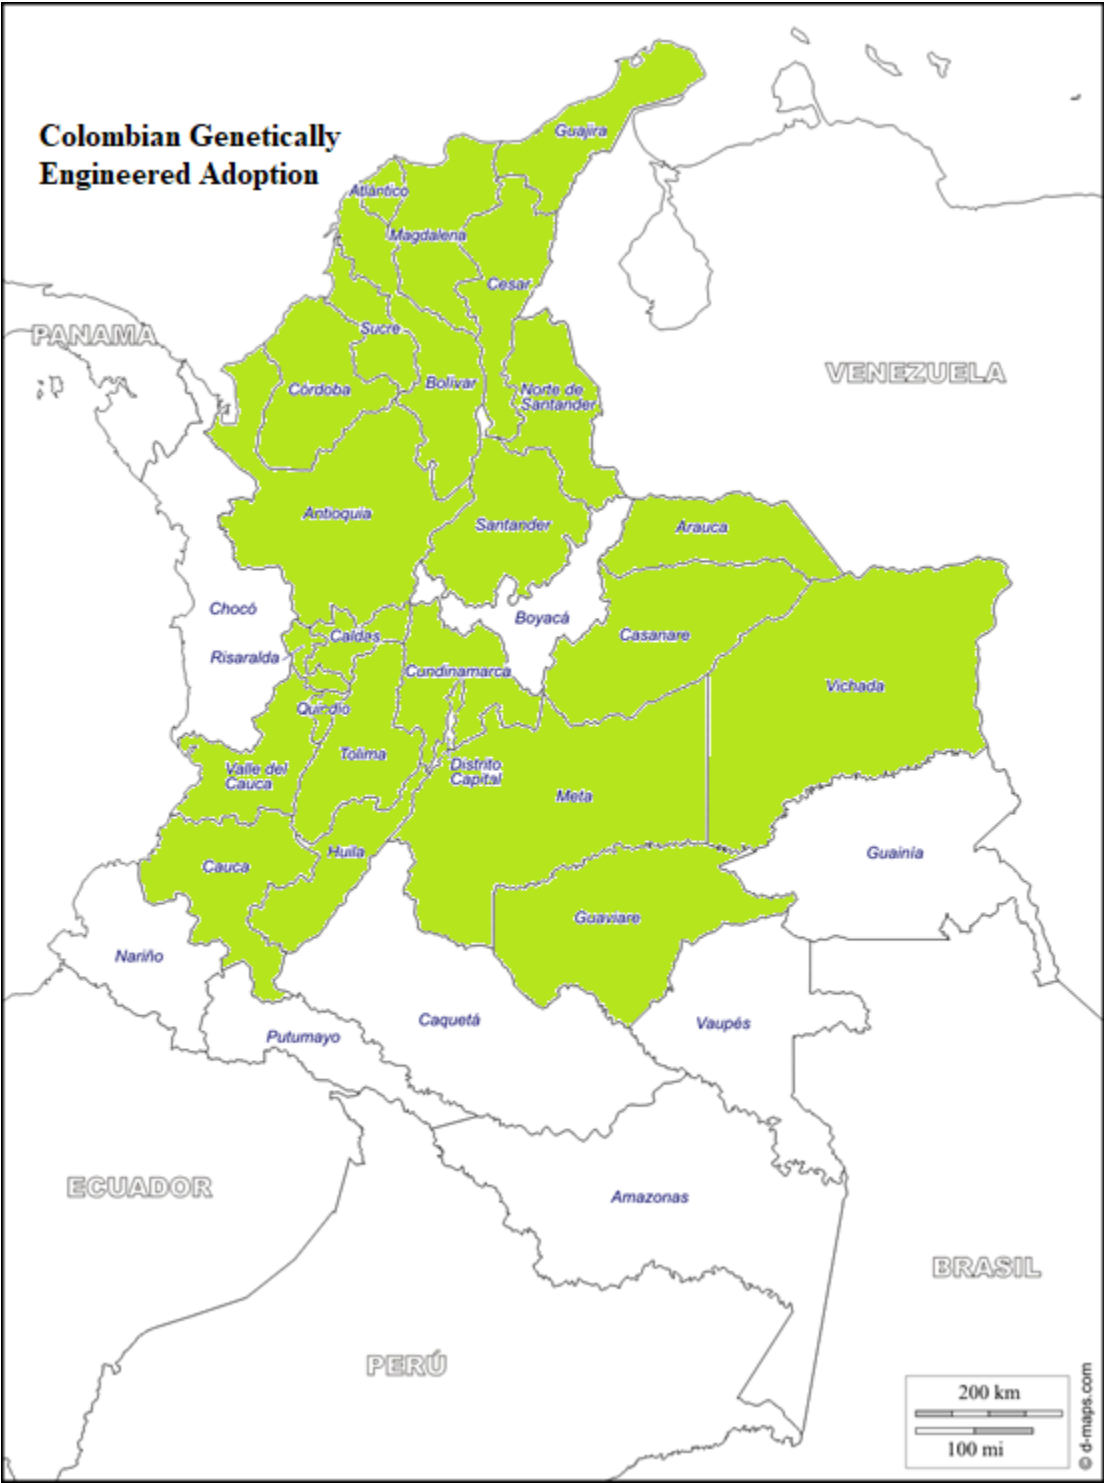 Colombian Genetically
Engineered Adoption
Guajira
Atlántico
Magdalena
Cesar
Sucre
PANAMA
VENEZUELA
Córdoba
Bolívar
Norte de
Santander
Antioquia
Santander
Arauca
Chocó
Boyacá
Caldas
Casanare
Risaralda
Cundinamarca
Vichada
Quindío
Tolima
Valle del
Cauca
Distrito
Capital
Meta
Huila
Cauca
Guainía
Guaviare
Nariño
Caquetá
Vaupés
Putumayo
ECUADOR
Amazonas
BRASIL
PERÚ
200 km
100 mi
© d-maps.com